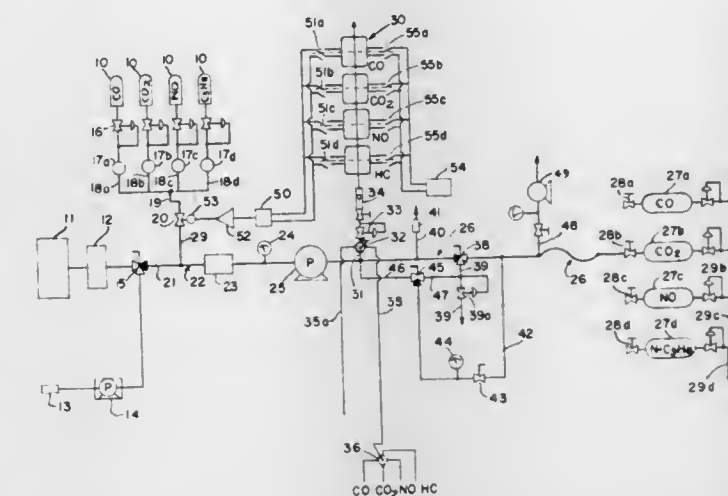 10 10 10 10
CO CO2 NO C3H8
16
17a 17b 17c 17d
18a 18b 18c 18d
19
20 53
29 52 50
51a 30 55a
CO
51b 55b
CO2
51c 55c
NO
51d 55d
HC
54
34
33
32
41
40 26 38
49
48
28a 27a
CO
28b 27b
CO2
29b
28c 27c
NO
29c
28d 27d
N-C3H8
29d
26
11 12 15 21 22 23 24 25
P
31 46 45 39
47
39 39a
42
35a 35
44
43
13 14
P
36
CO CO2 NO HC